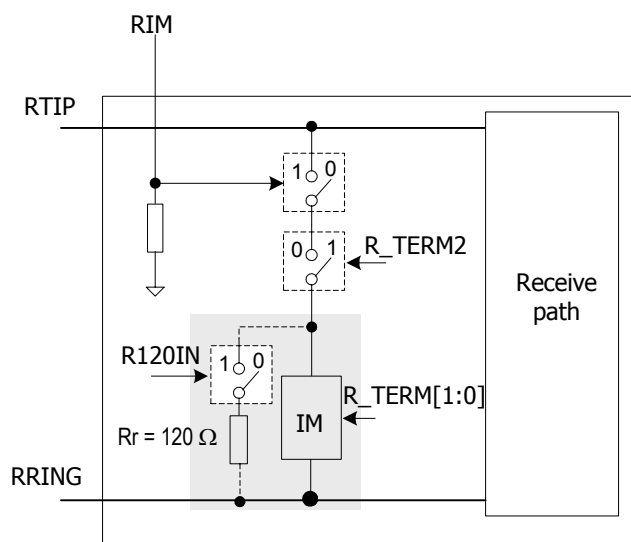 RIM
RTIP
1 0
0 1
R_TERM2
Receive
path
R120IN
1 0
R_TERM[1:0]
IM
Rr = 120 Ω
RRING